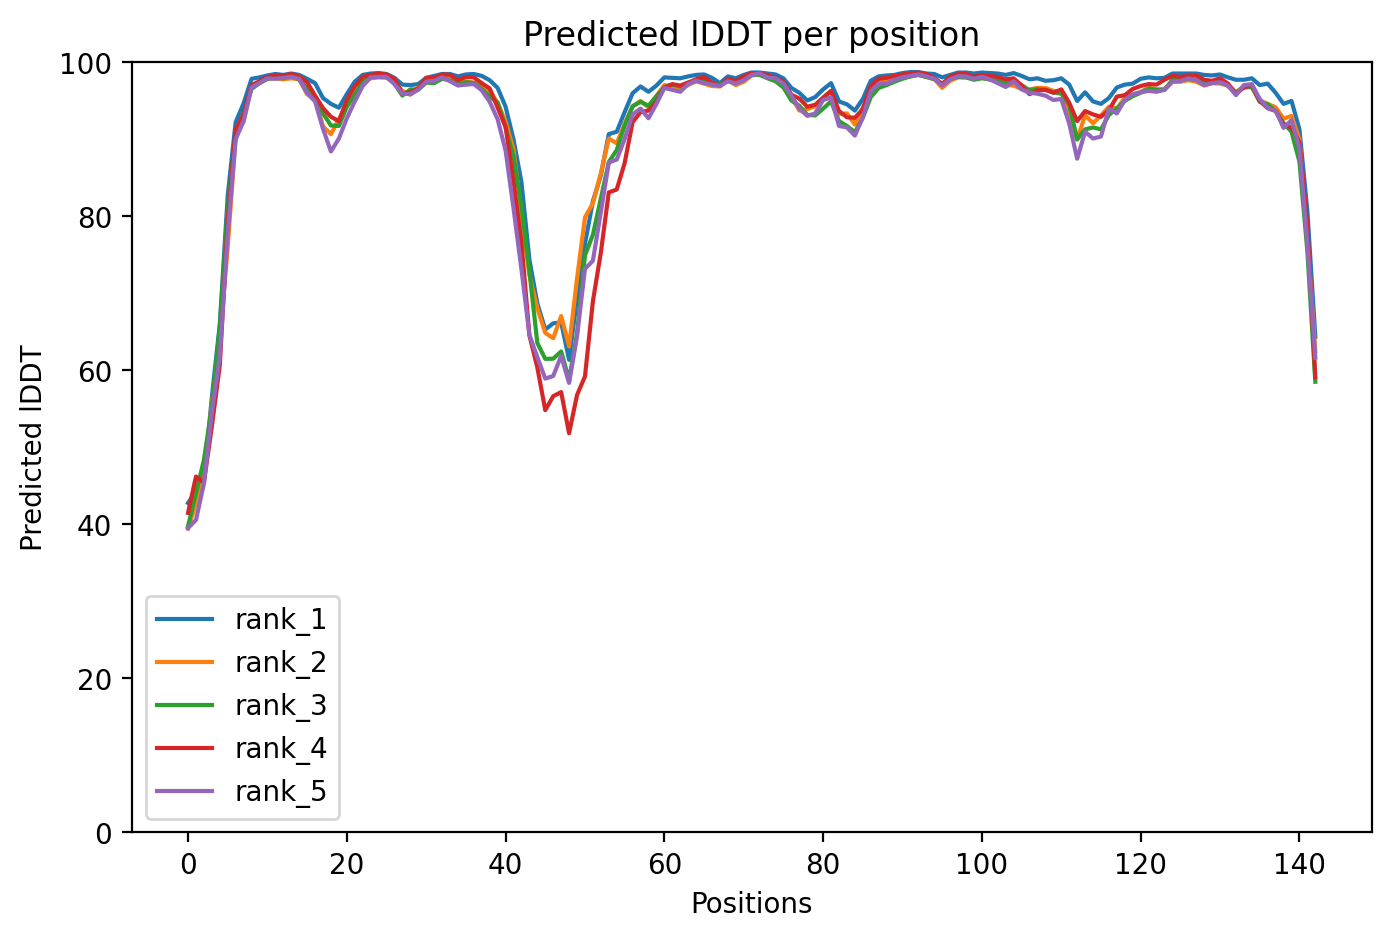 Predicted lDDT per position
100
80
60
40
20
0
Predicted lDDT
rank_1
rank_2
rank_3
rank_4
rank_5
0 20 40 60 80 100 120 140
Positions